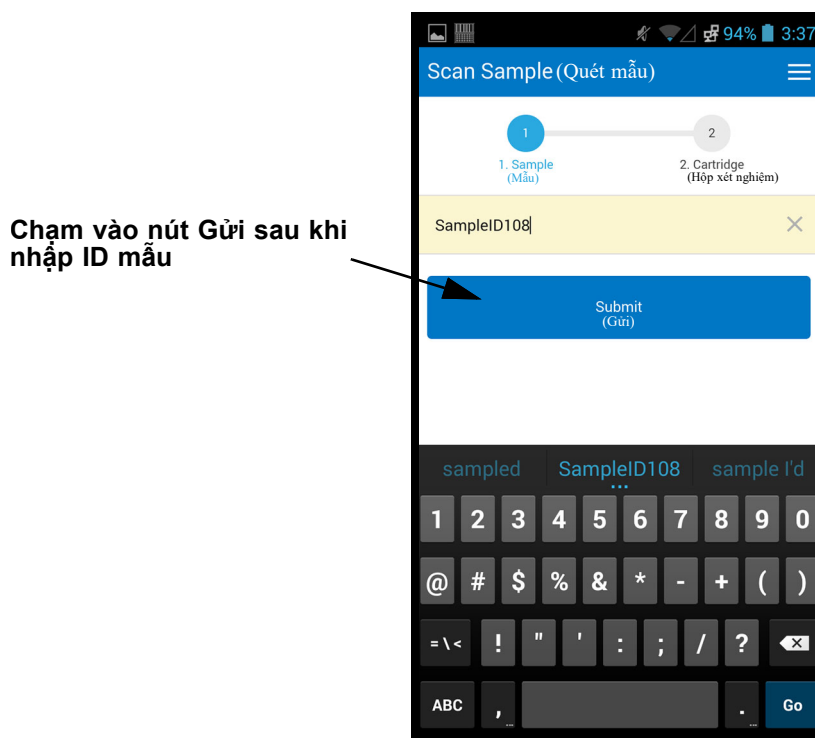 94% 3:37
Scan Sample (Quét mẫu)
1 2
1. Sample 2. Cartridge
(Mẫu) (Hộp xét nghiệm)
Chạm vào nút Gửi sau khi
nhập ID mẫu
SampleID108
Submit
(Gửi)
sampled SampleID108 sample I'd
1 2 3 4 5 6 7 8 9 0
@ # $ % & * - + ( )
= \ < ! " ' : ; / ?
ABC , . Go